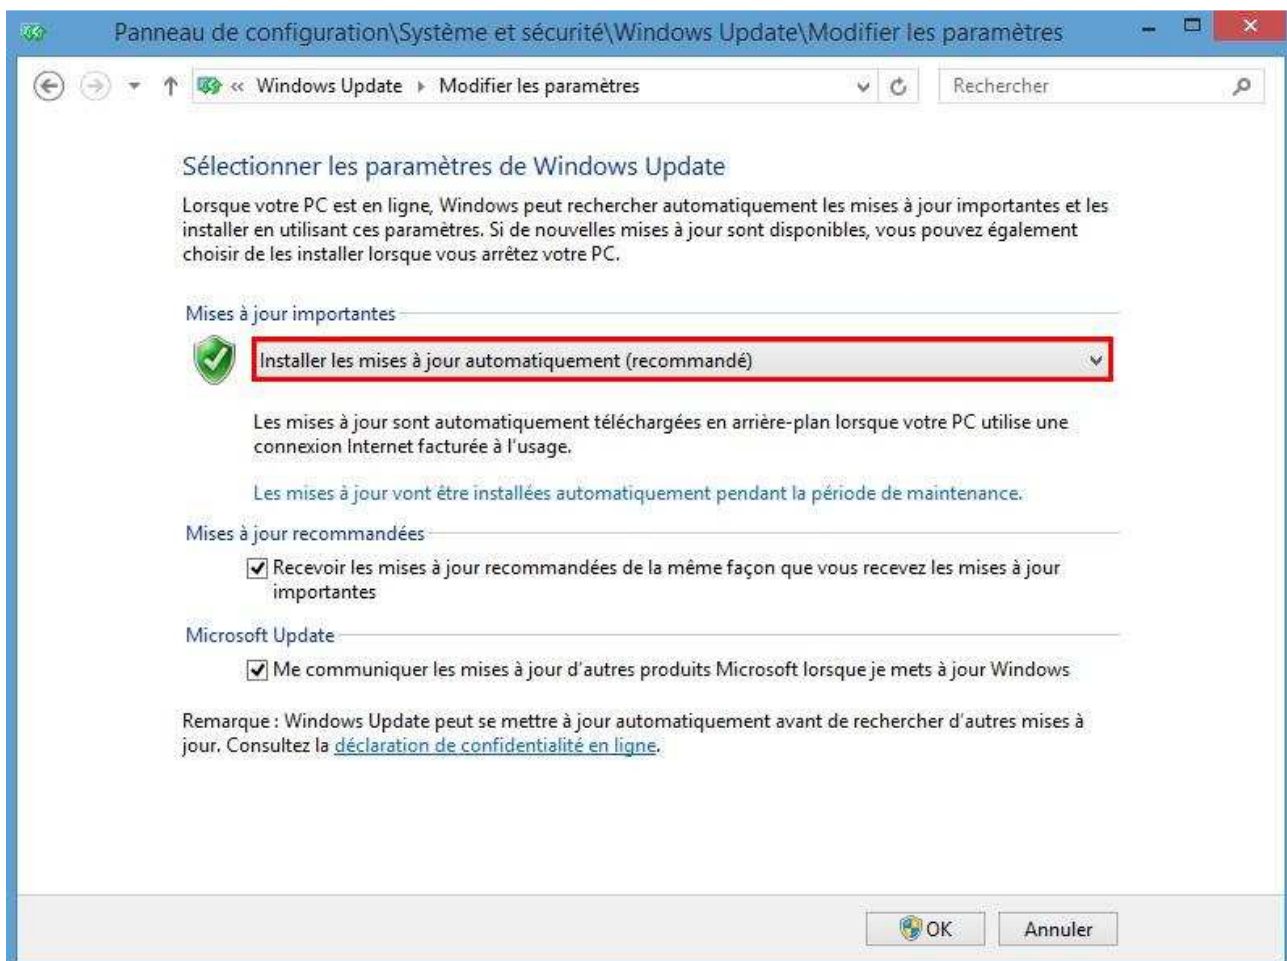 Panneau de configuration\Système et sécurité\Windows Update\Modifier les paramètres
« Windows Update Modifier les paramètres Rechercher
Sélectionner les paramètres de Windows Update
Lorsque votre PC est en ligne, Windows peut rechercher automatiquement les mises à jour importantes et les
installer en utilisant ces paramètres. Si de nouvelles mises à jour sont disponibles, vous pouvez également
choisir de les installer lorsque vous arrêtez votre PC.
Mises à jour importantes
Installer les mises à jour automatiquement (recommandé)
Les mises à jour sont automatiquement téléchargées en arrière-plan lorsque votre PC utilise une
connexion Internet facturée à l'usage.
Les mises à jour vont être installées automatiquement pendant la période de maintenance.
Mises à jour recommandées
Recevoir les mises à jour recommandées de la même façon que vous recevez les mises à jour
importantes
Microsoft Update
Me communiquer les mises à jour d'autres produits Microsoft lorsque je mets à jour Windows
Remarque : Windows Update peut se mettre à jour automatiquement avant de rechercher d'autres mises à
jour. Consultez la déclaration de confidentialité en ligne.
OK Annuler